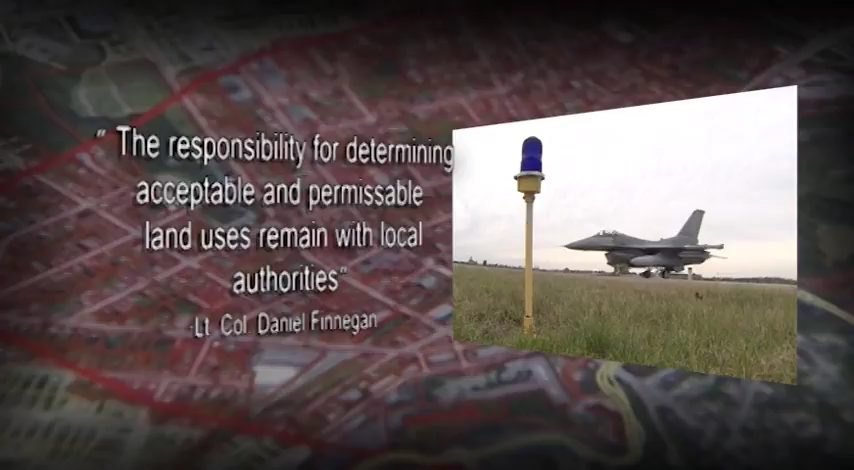 " The responsibility for determining
acceptable and permissable
land uses remain with local
authorities"
-Lt. Col Daniel Finnegan